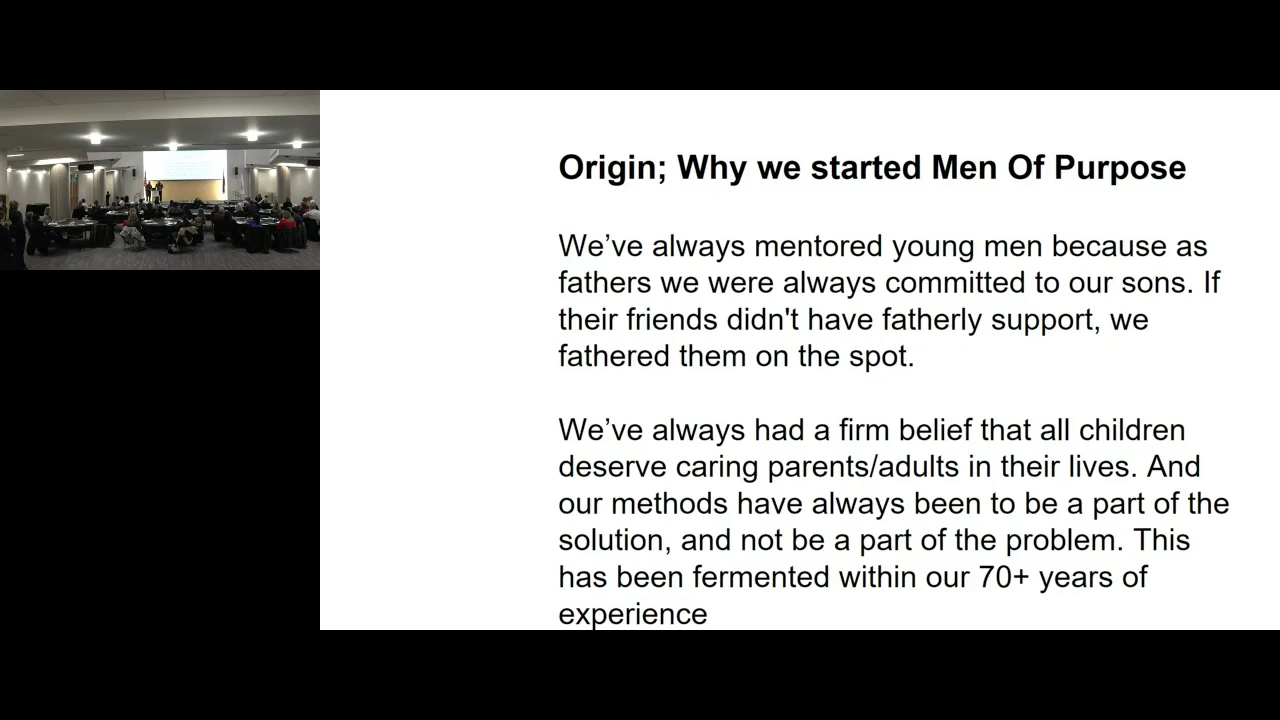 Origin; Why we started Men Of Purpose
We’ve always mentored young men because as
fathers we were always committed to our sons. If
their friends didn't have fatherly support, we
fathered them on the spot.
We’ve always had a firm belief that all children
deserve caring parents/adults in their lives. And
our methods have always been to be a part of the
solution, and not be a part of the problem. This
has been fermented within our 70+ years of
experience